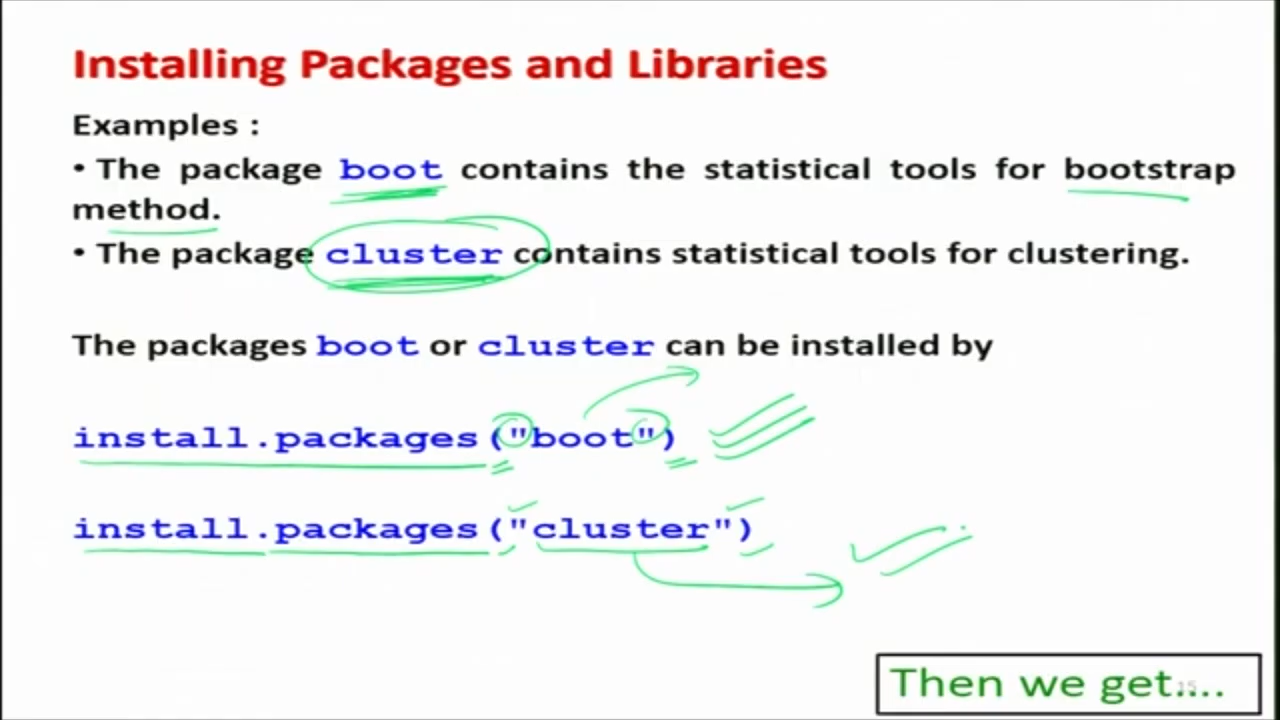 Installing Packages and Libraries
Examples :
• The package boot contains the statistical tools for bootstrap
method.
• The package cluster contains statistical tools for clustering.
The packages boot or cluster can be installed by
install.packages("boot")
install.packages("cluster")
Then we get....
15